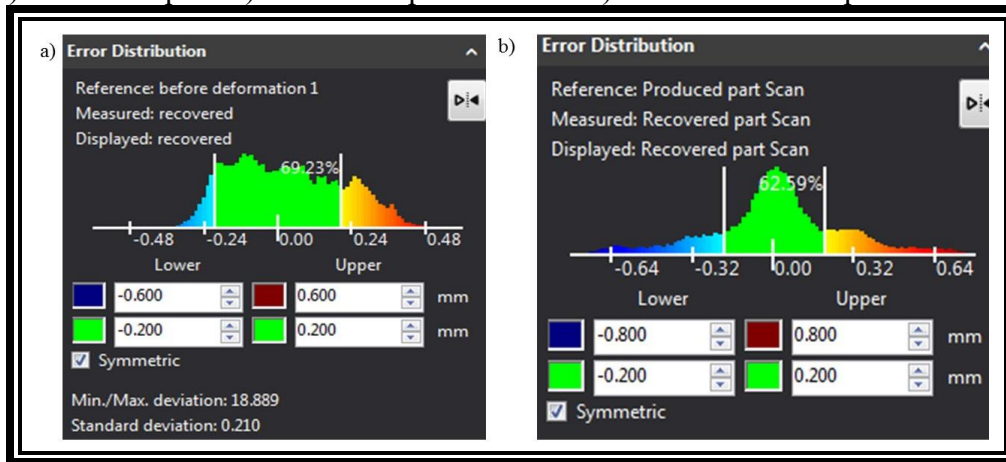 a)
Error Distribution
Reference: before deformation 1
Measured: recovered
Displayed: recovered
69.23%
-0.48 -0.24 0.00 0.24 0.48
Lower Upper
-0.600 0.600 mm
-0.200 0.200 mm
Symmetric
Min./Max. deviation: 18.889
Standard deviation: 0.210
b)
Error Distribution
Reference: Produced part Scan
Measured: Recovered part Scan
Displayed: Recovered part Scan
62.59%
-0.64 -0.32 0.00 0.32 0.64
Lower Upper
-0.800 0.800 mm
-0.200 0.200 mm
Symmetric